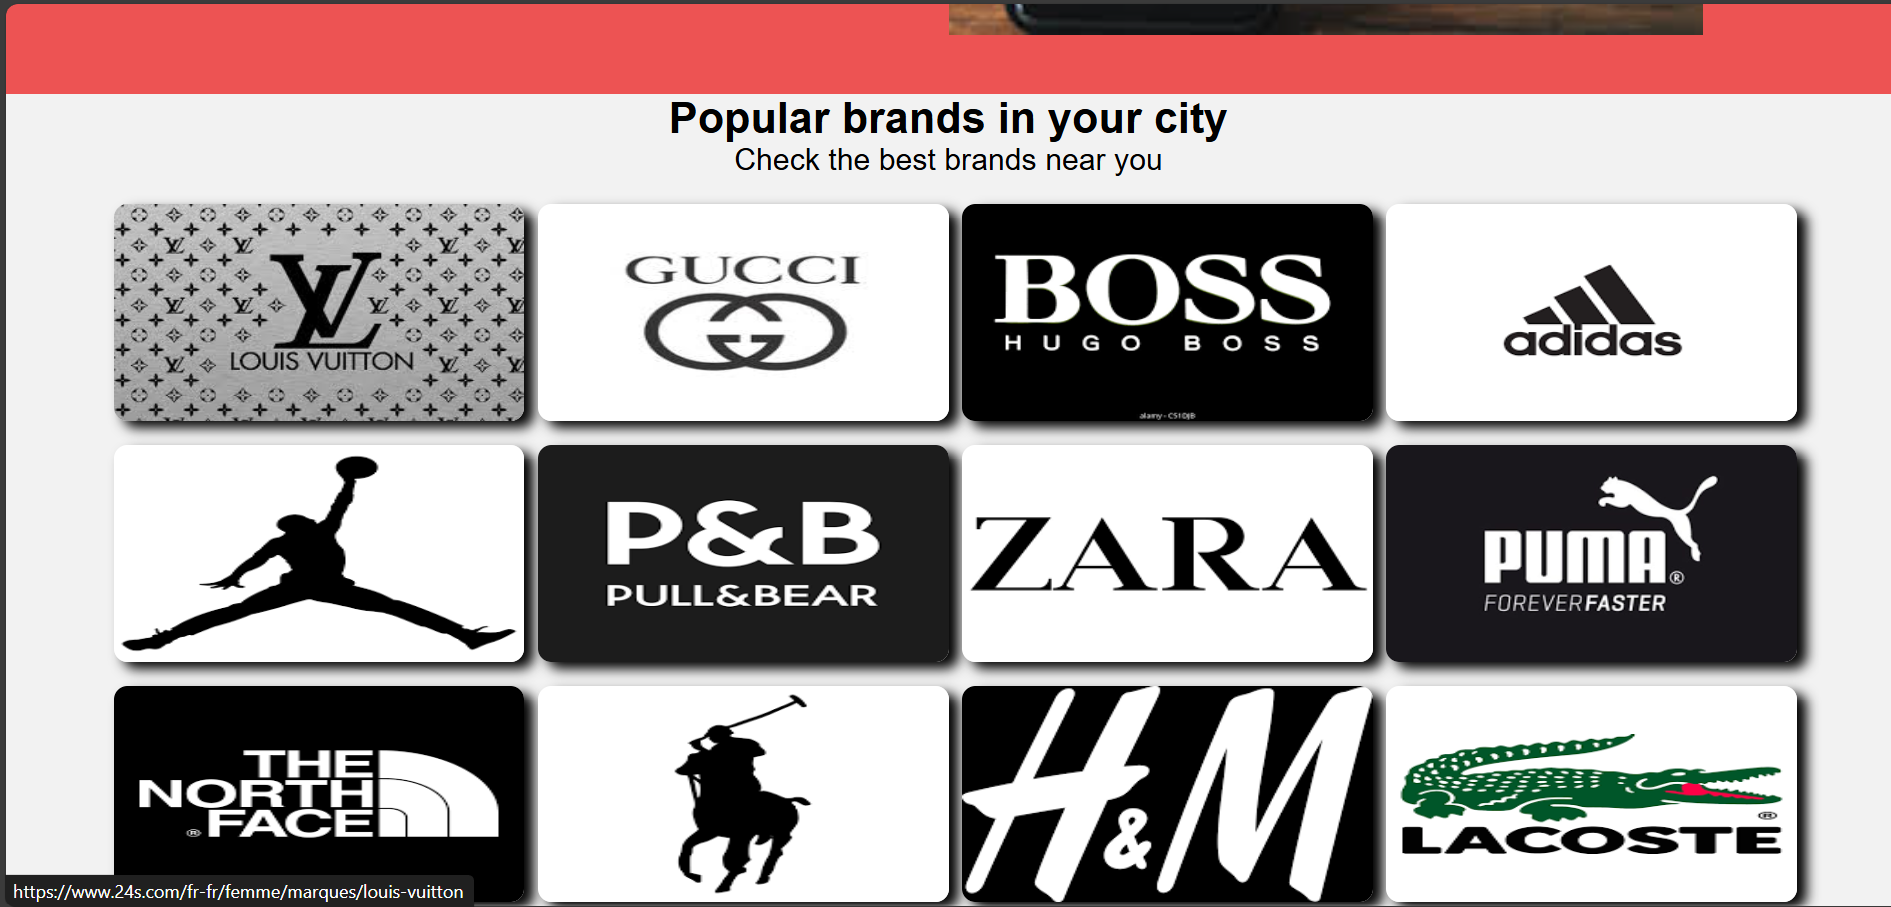 Popular brands in your city
Check the best brands near you
LV
LOUIS VUITTON
GUCCI
BOSS
HUGO BOSS
alamy - C51DJB
adidas
P&B
PULL&BEAR
ZARA
PUMA®
FOREVERFASTER
THE
NORTH
® FACE
H&M
®
LACOSTE
https://www.24s.com/fr-fr/femme/marques/louis-vuitton